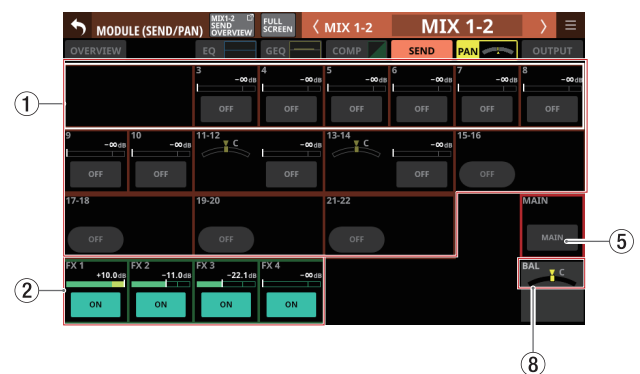 MODULE (SEND/PAN) MIX1-2 SEND OVERVIEW FULL SCREEN MIX 1-2 MIX 1-2
OVERVIEW EQ GEQ COMP SEND PAN OUTPUT
3 4 5 6 7 8
-∞dB -∞dB -∞dB -∞dB -∞dB -∞dB
1
OFF OFF OFF OFF OFF OFF
9 10 11-12 13-14 15-16
-∞dB -∞dB C -∞dB C -∞dB
OFF OFF OFF OFF OFF
17-18 19-20 21-22 MAIN
OFF OFF OFF MAIN 5
FX 1 FX 2 FX 3 FX 4 BAL
+10.0dB -11.0dB -22.1dB -∞dB C
2
ON ON ON ON
8